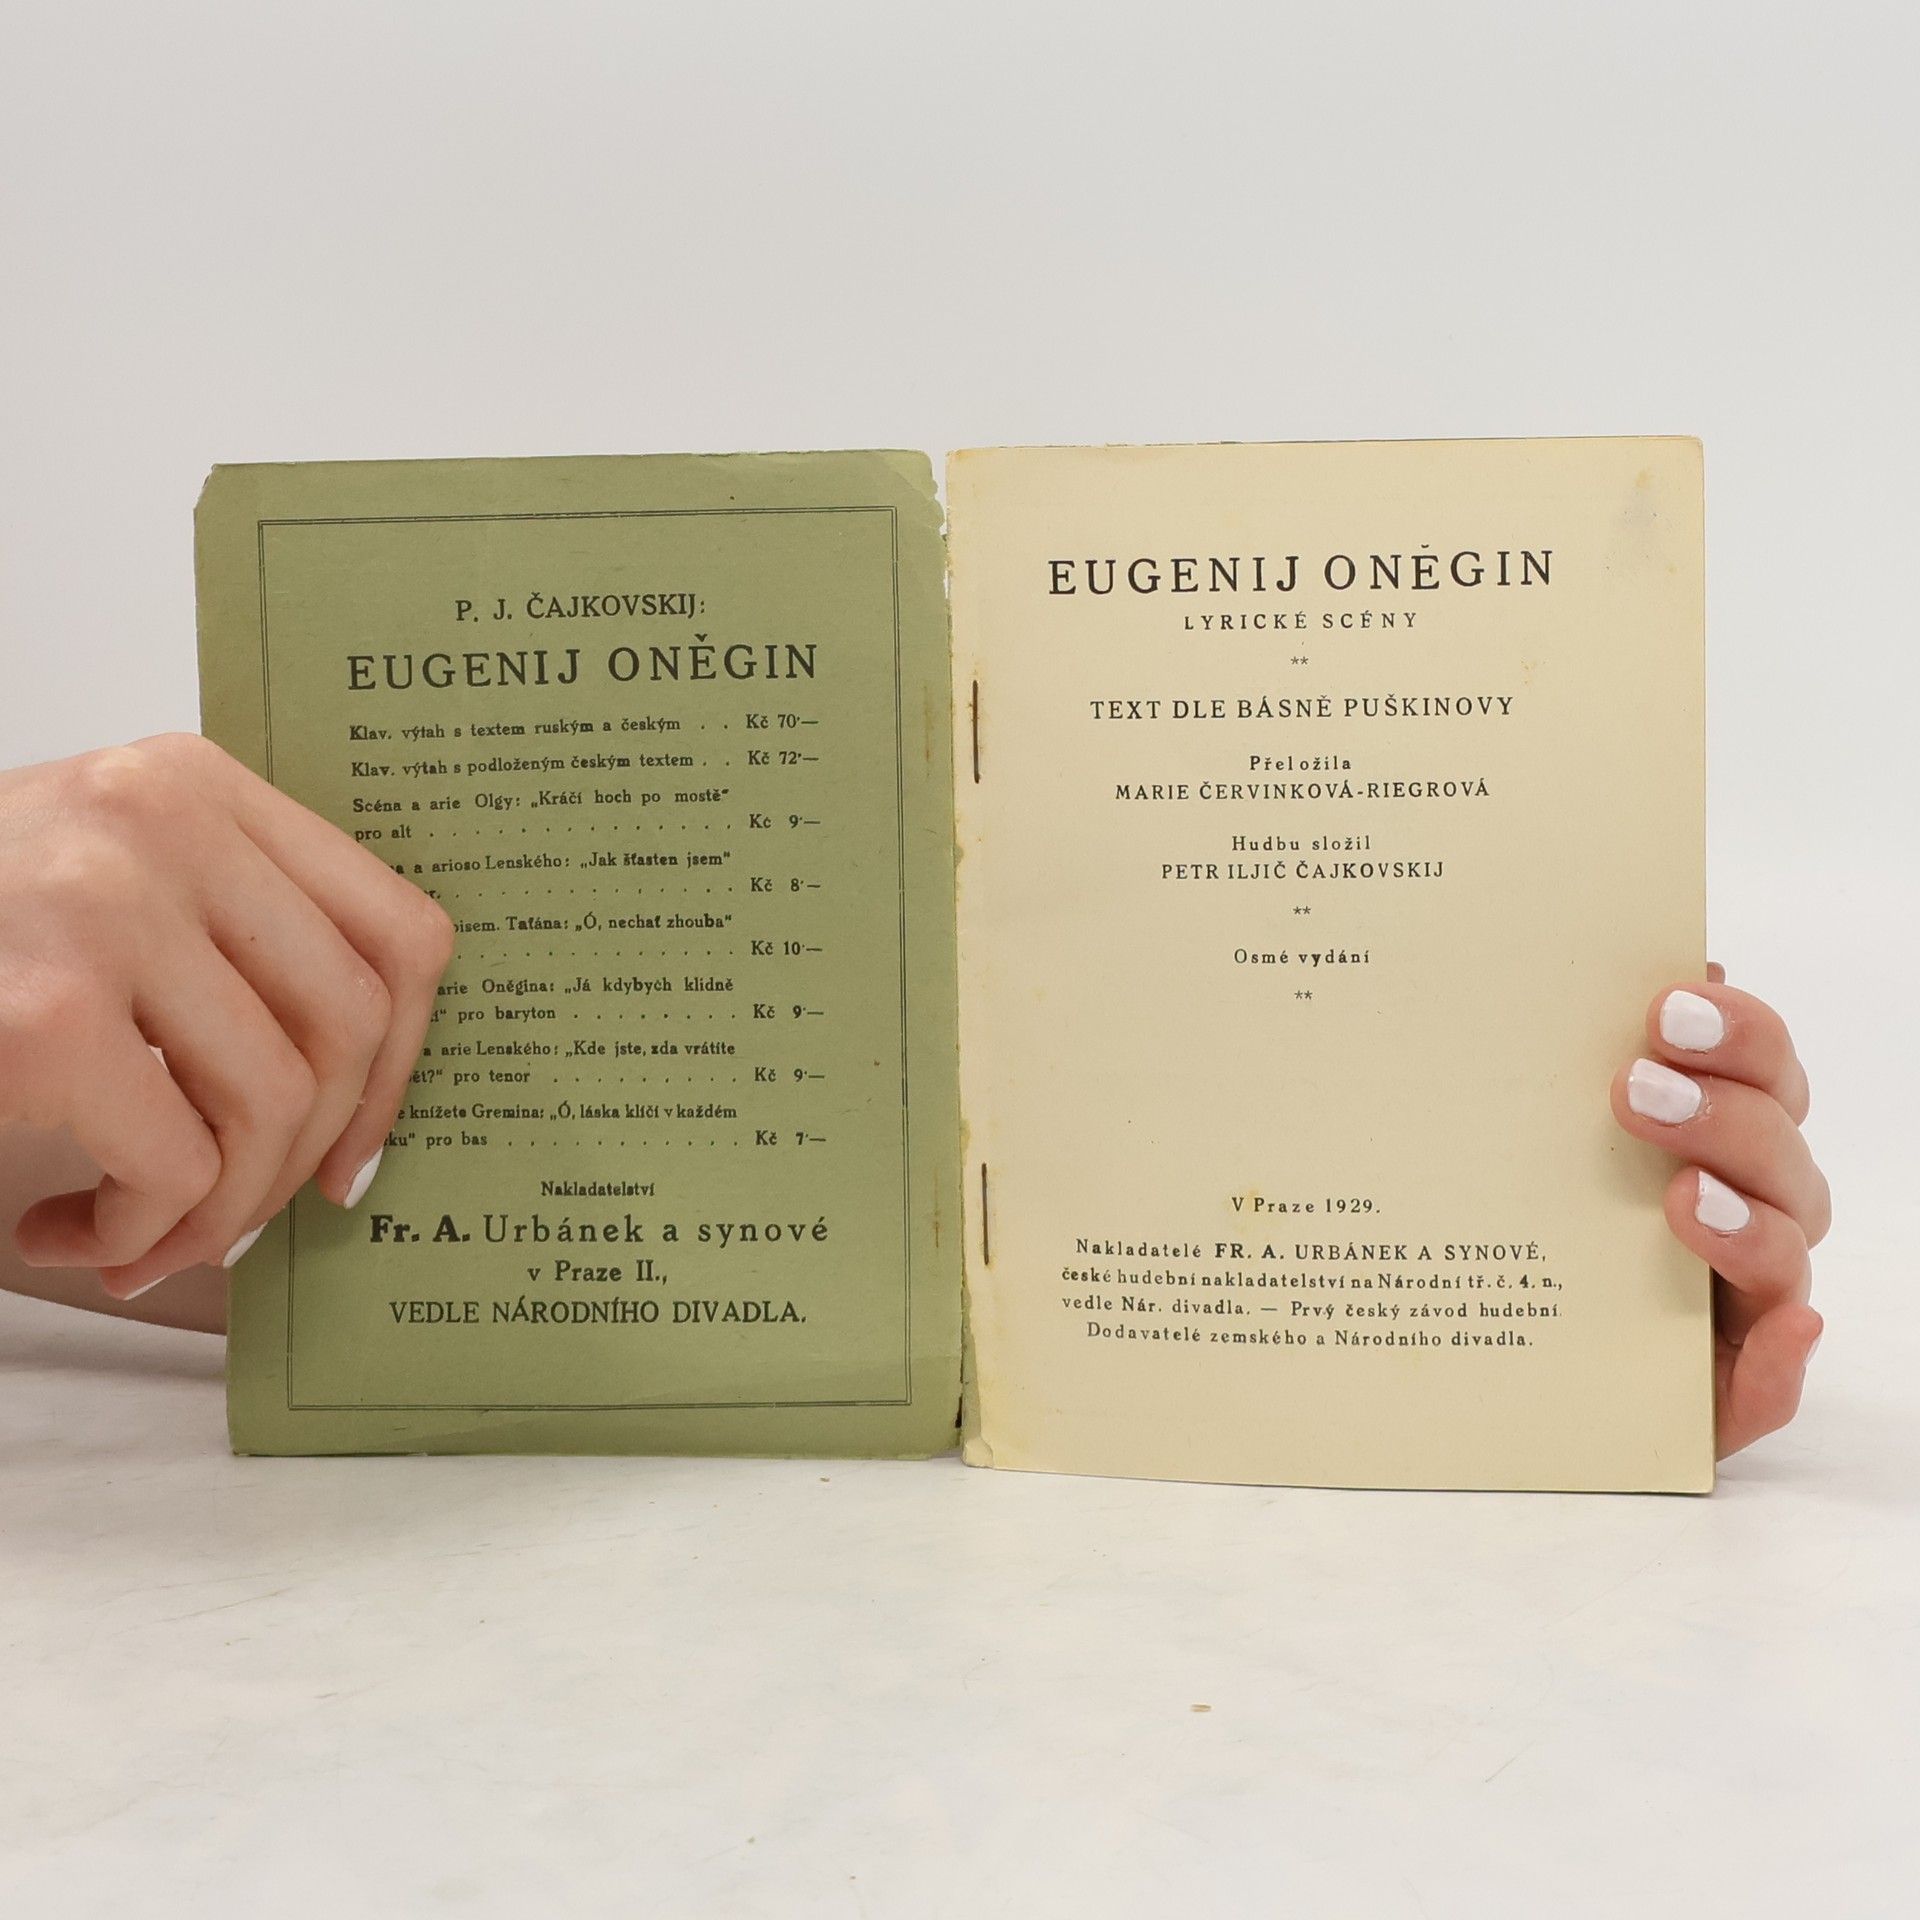 P. J. ČAJKOVSKIJ:
EUGENIJ ONĚGIN
Klav. výtah s textem ruským a českým . . Kč 70·—
Klav. výtah s podloženým českým textem . . Kč 72·—
Scéna a arie Olgy: „Kráčí hoch po mostě"
pro alt . . . . . . . . . . . . . . Kč 9·—
a arioso Lenského: „Jak šťasten jsem"
. . . . . . . . . . . . . Kč 8·—
Taťána: „Ó, nechať zhouba"
. . . . . . . . . . . . . Kč 10·—
arie Oněgina: „Já kdybych klidně
pro baryton . . . . . . . . Kč 9·—
a arie Lenského: „Kde jste, zda vrátíte
pro tenor . . . . . . . . . Kč 9·—
knížete Gremina: „Ó, láska klíčí v každém
pro bas . . . . . . . . . . . Kč 7·—
Nakladatelství
Fr. A. Urbánek a synové
v Praze II.,
VEDLE NÁRODNÍHO DIVADLA.
EUGENIJ ONĚGIN
LYRICKÉ SCÉNY
**
TEXT DLE BÁSNĚ PUŠKINOVY
Přeložila
MARIE ČERVINKOVÁ-RIEGROVÁ
Hudbu složil
PETR ILJIČ ČAJKOVSKIJ
**
Osmé vydání
**
V Praze 1929.
Nakladatelé FR. A. URBÁNEK A SYNOVÉ,
české hudební nakladatelství na Národní tř. č. 4. n.,
vedle Nár. divadla. — Prvý český závod hudební.
Dodavatelé zemského a Národního divadla.